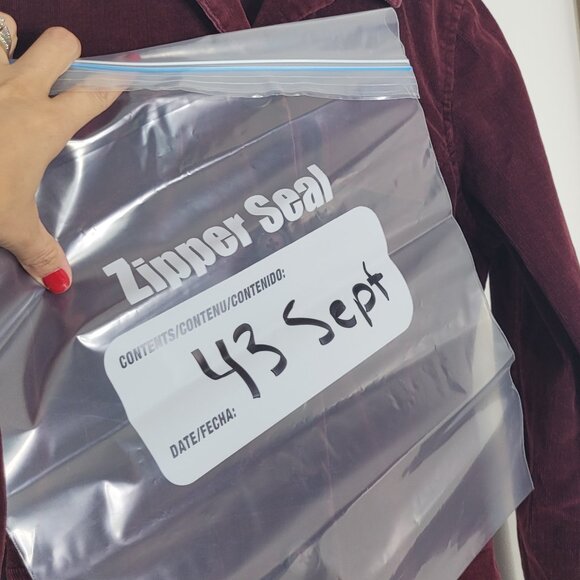 Zipper Seal
CONTENTS/CONTENU/CONTENIDO:
43 Sept
DATE/FECHA: